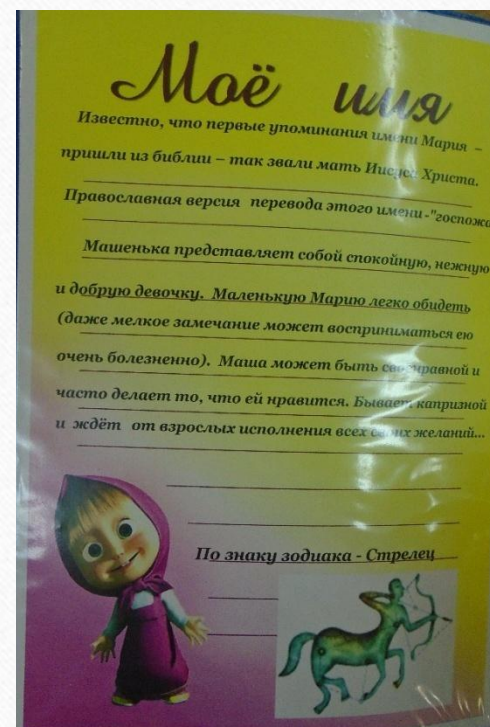 Моё имя
Известно, что первые упоминания имени Мария –
пришли из библии – так звали мать Иисуса Христа.
Православная версия перевода этого имени -"госпожа
Машенька представляет собой спокойную, нежную
и добрую девочку. Маленькую Марию легко обидеть
(даже мелкое замечание может восприниматься ею
очень болезненно). Маша может быть своенравной и
часто делает то, что ей нравится. Бывает капризной
и ждёт от взрослых исполнения всех своих желаний...
По знаку зодиака - Стрелец